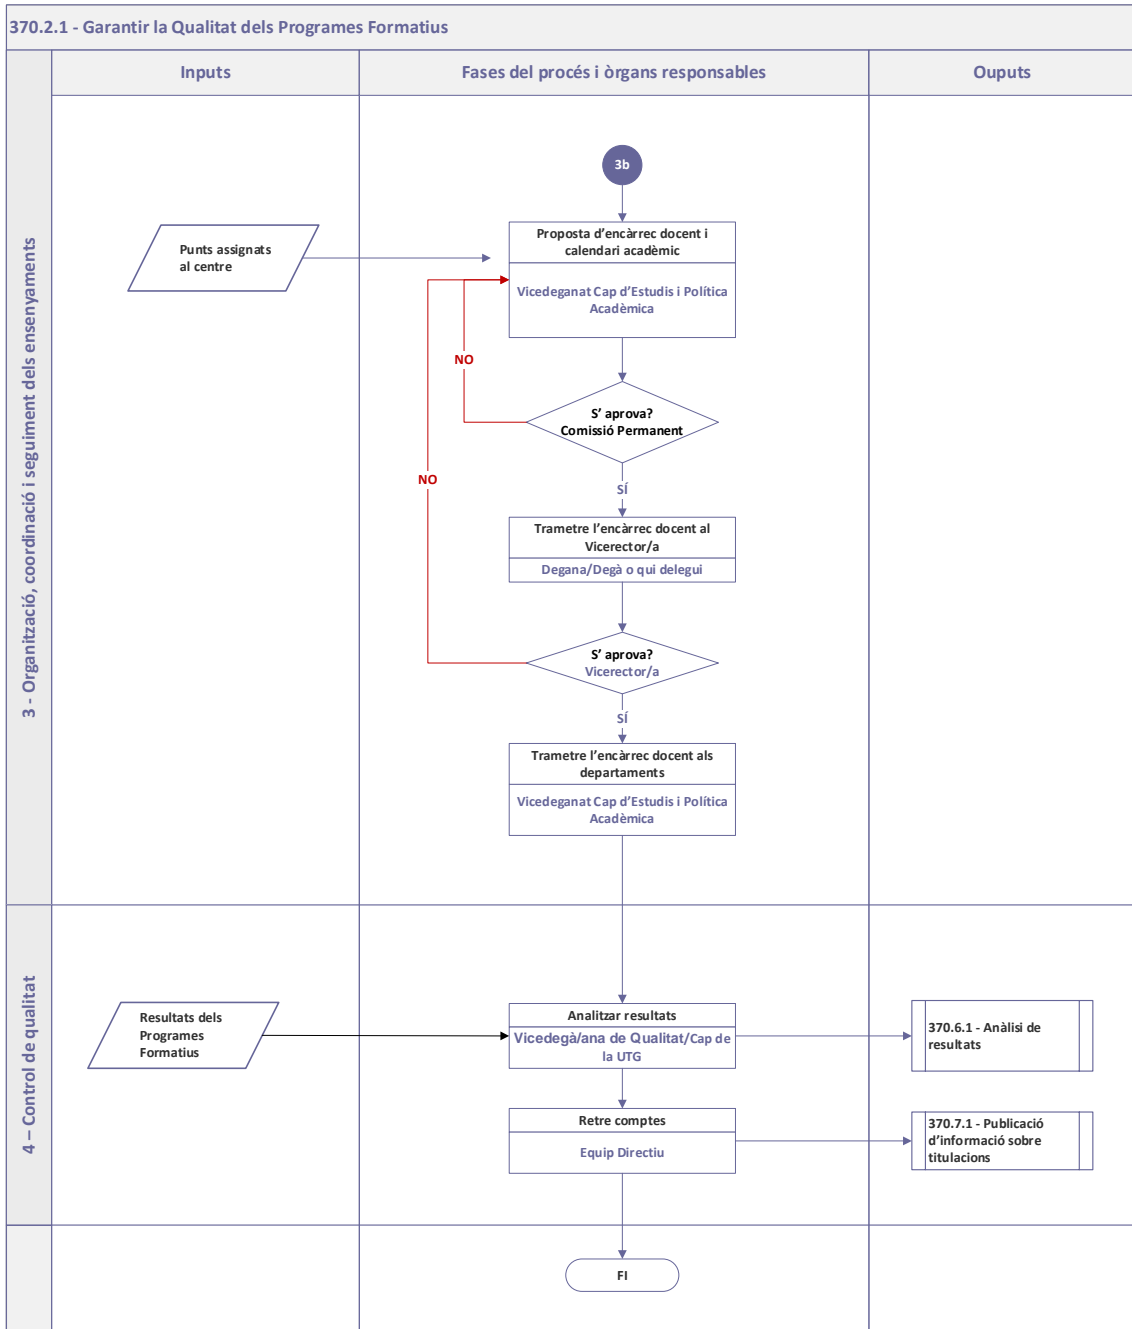 370.2.1 - Garantir la Qualitat dels Programes Formatius
Inputs
Fases del procés i òrgans responsables
Ouputs
3 - Organització, coordinació i seguiment dels ensenyaments
3b
Punts assignats
al centre
Proposta d’encàrrec docent i
calendari acadèmic
Vicedeganat Cap d’Estudis i Política
Acadèmica
NO
S’ aprova?
Comissió Permanent
NO
SÍ
Trametre l’encàrrec docent al
Vicerector/a
Degana/Degà o qui delegui
S’ aprova?
Vicerector/a
SÍ
Trametre l’encàrrec docent als
departaments
Vicedeganat Cap d’Estudis i Política
Acadèmica
4 – Control de qualitat
Resultats dels
Programes
Formatius
Analitzar resultats
Vicedegà/ana de Qualitat/Cap de
la UTG
370.6.1 - Anàlisi de
resultats
Retre comptes
Equip Directiu
370.7.1 - Publicació
d’informació sobre
titulacions
FI